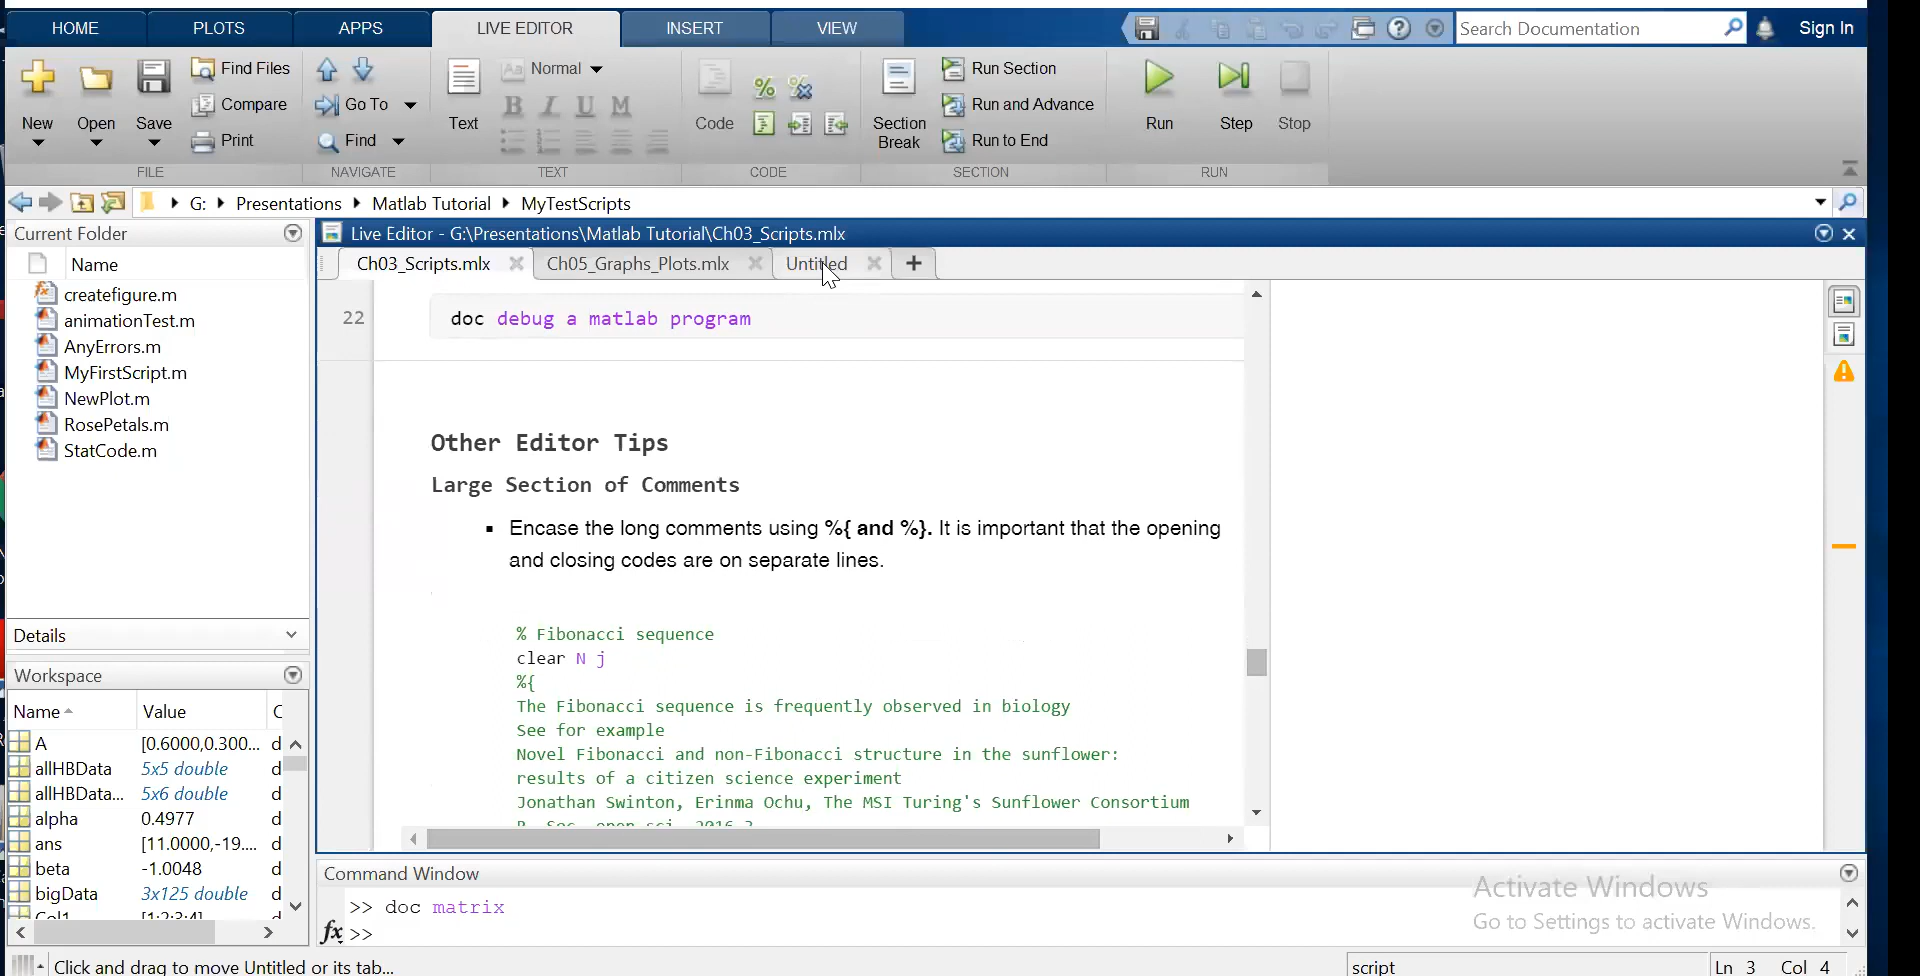 HOME PLOTS APPS LIVE EDITOR INSERT VIEW Search Documentation Sign In
New Open Save Find Files Compare Print
FILE
Go To Find
NAVIGATE
Text Normal B I U M
TEXT
Code
CODE
Section Break Run Section Run and Advance Run to End
SECTION
Run Step Stop
RUN
G: Presentations Matlab Tutorial MyTestScripts
Current Folder
Name
createfigure.m
animationTest.m
AnyErrors.m
MyFirstScript.m
NewPlot.m
RosePetals.m
StatCode.m
Details
Workspace
Name Value C
A [0.6000,0.300... d
allHBData 5x5 double d
allHBData... 5x6 double d
alpha 0.4977 d
ans [11.0000,-19.... d
beta -1.0048 d
bigData 3x125 double d
Col1 [1;2;3;4]
Live Editor - G:\Presentations\Matlab Tutorial\Ch03_Scripts.mlx
Ch03_Scripts.mlx Ch05_Graphs_Plots.mlx Untitled
22 doc debug a matlab program
Other Editor Tips
Large Section of Comments
▪ Encase the long comments using %{ and %}. It is important that the opening
and closing codes are on separate lines.
% Fibonacci sequence
clear N j
%{
The Fibonacci sequence is frequently observed in biology
See for example
Novel Fibonacci and non-Fibonacci structure in the sunflower:
results of a citizen science experiment
Jonathan Swinton, Erinma Ochu, The MSI Turing's Sunflower Consortium
Command Window
>> doc matrix
fx >>
Activate Windows
Go to Settings to activate Windows.
Click and drag to move Untitled or its tab... script Ln 3 Col 4